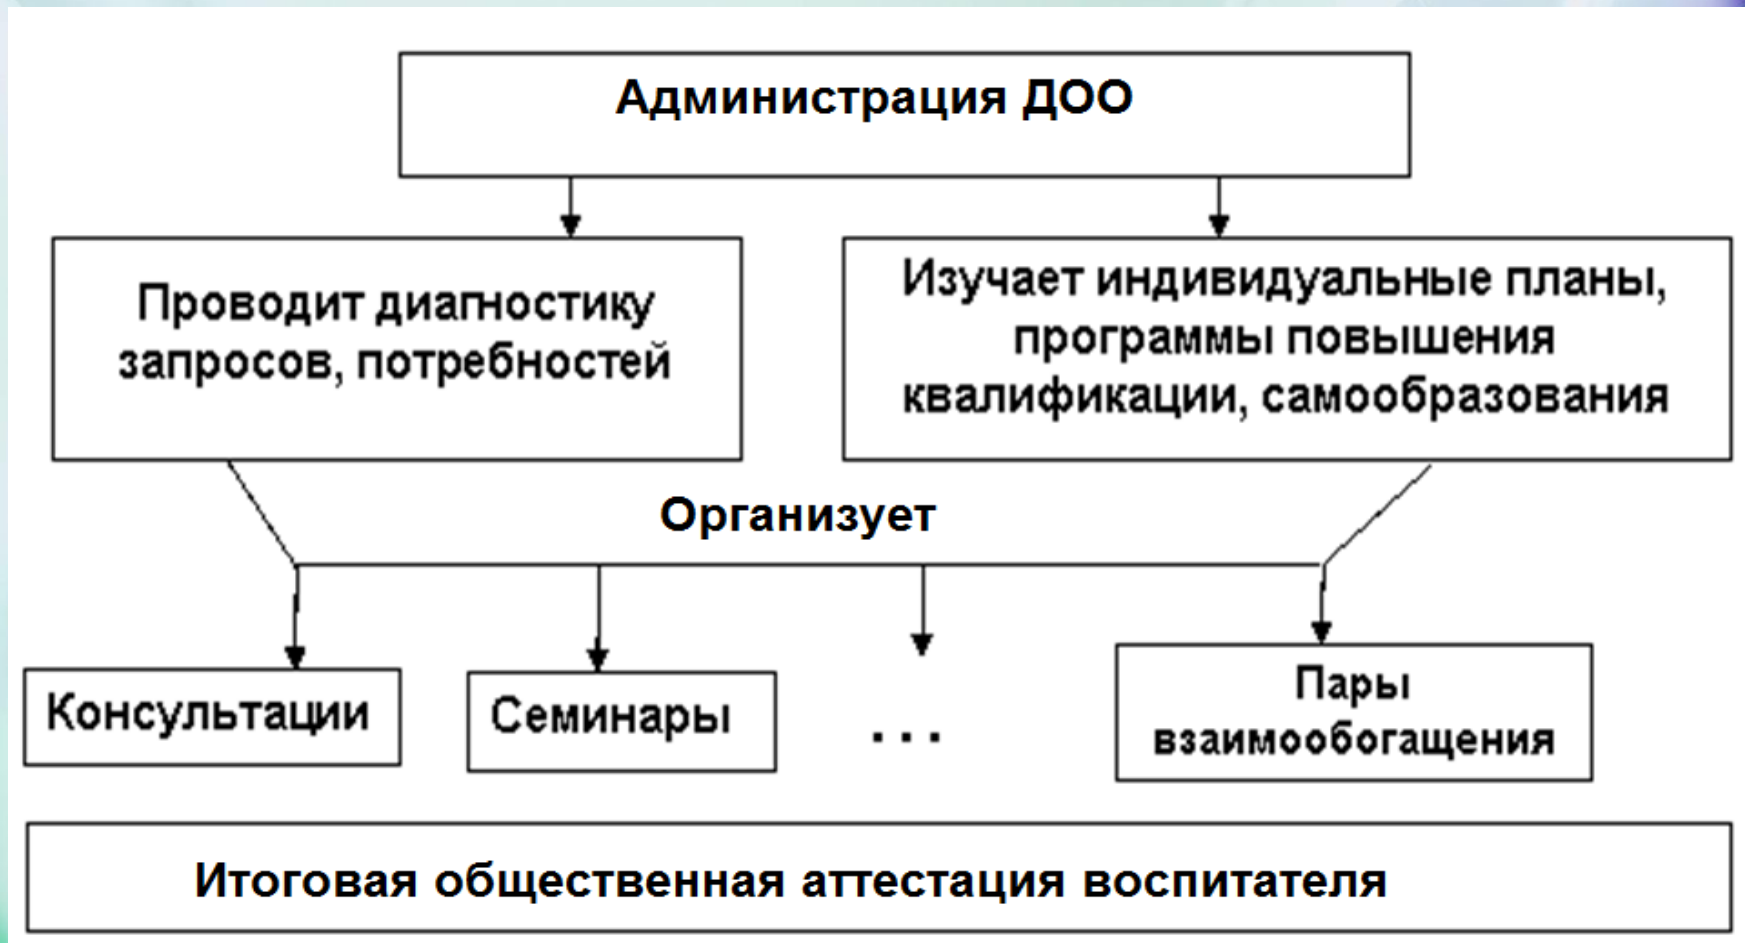 Администрация ДОО
Проводит диагностику
запросов, потребностей
Изучает индивидуальные планы,
программы повышения
квалификации, самообразования
Организует
Консультации
Семинары
...
Пары
взаимообогащения
Итоговая общественная аттестация воспитателя